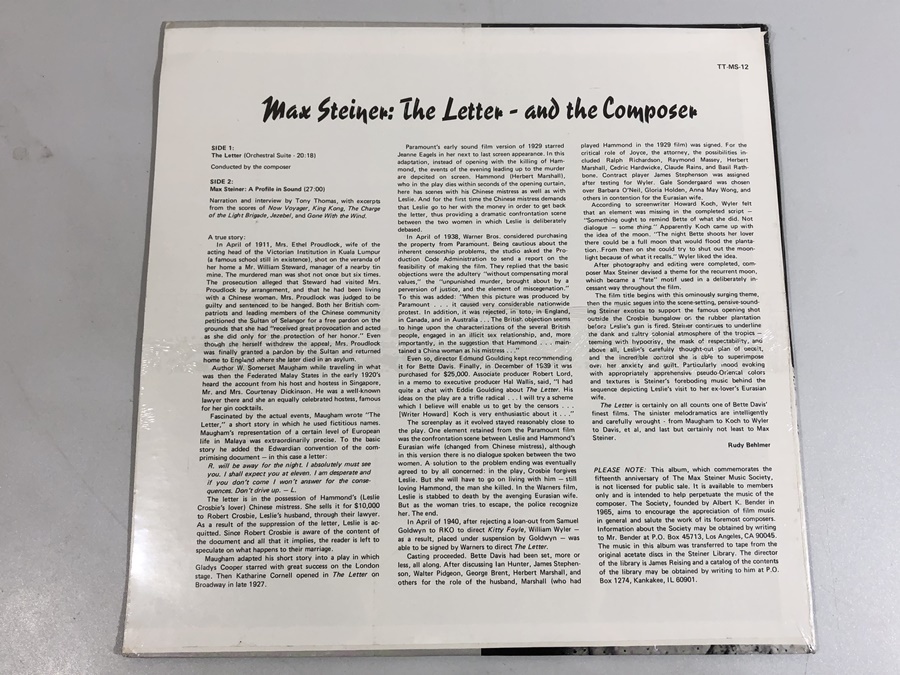 TT-MS-12
Max Steiner: The Letter - and the Composer
SIDE 1:
The Letter (Orchestral Suite - 20:18)
Conducted by the composer
SIDE 2:
Max Steiner: A Profile in Sound (27:00)
Narration and interview by Tony Thomas, with excerpts
from the scores of Now Voyager, King Kong, The Charge
of the Light Brigade, Jezebel, and Gone With the Wind.
A true story:
In April of 1911, Mrs. Ethel Proudlock, wife of the
acting head of the Victorian Institution in Kuala Lumpur
(a famous school still in existence), shot on the veranda of
her home a Mr. William Steward, manager of a nearby tin
mine. The murdered man was shot not once but six times.
The prosecution alleged that Steward had visited Mrs.
Proudlock by arrangement, and that he had been living
with a Chinese woman. Mrs. Proudlock was judged to be
guilty and sentenced to be hanged. Both her British com-
patriots and leading members of the Chinese community
petitioned the Sultan of Selangor for a free pardon on the
grounds that she had "received great provocation and acted
as she did only for the protection of her honor." Even
though she herself withdrew the appeal, Mrs. Proudlock
was finally granted a pardon by the Sultan and returned
home to England where she later died in an asylum.
Author W. Somerset Maugham while traveling in what
was then the Federated Malay States in the early 1920's
heard the account from his host and hostess in Singapore,
Mr. and Mrs. Courtenay Dickinson. He was a well-known
lawyer there and she an equally celebrated hostess, famous
for her gin cocktails.
Fascinated by the actual events, Maugham wrote "The
Letter," a short story in which he used fictitious names.
Maugham's representation of a certain level of European
life in Malaya was extraordinarily precise. To the basic
story he added the Edwardian convention of the com-
primising document — in this case a letter:
R. will be away for the night. I absolutely must see
you. I shall expect you at eleven. I am desperate and
if you don't come I won't answer for the conse-
quences. Don't drive up. — L.
The letter is in the possession of Hammond's (Leslie
Crosbie's lover) Chinese mistress. She sells it for $10,000
to Robert Crosbie, Leslie's husband, through their lawyer.
As a result of the suppression of the letter, Leslie is ac-
quitted. Since Robert Crosbie is aware of the content of
the document and all that it implies, the reader is left to
speculate on what happens to their marriage.
Maugham adapted his short story into a play in which
Gladys Cooper starred with great success on the London
stage. Then Katharine Cornell opened in The Letter on
Broadway in late 1927.
Paramount's early sound film version of 1929 starred
Jeanne Eagels in her next to last screen appearance. In this
adaptation, instead of opening with the killing of Ham-
mond, the events of the evening leading up to the murder
are depicted on screen. Hammond (Herbert Marshall),
who in the play dies within seconds of the opening curtain,
here has scenes with his Chinese mistress as well as with
Leslie. And for the first time the Chinese mistress demands
that Leslie go to her with the money in order to get back
the letter, thus providing a dramatic confrontation scene
between the two women in which Leslie is deliberately
debased.
In April of 1938, Warner Bros. considered purchasing
the property from Paramount. Being cautious about the
inherent censorship problems, the studio asked the Pro-
duction Code Administration to send a report on the
feasibility of making the film. They replied that the basic
objections were the adultery "without compensating moral
values," the "unpunished murder, brought about by a
perversion of justice, and the element of miscegenation."
To this was added: "When this picture was produced by
Paramount . . . it caused very, considerable nationwide
protest. In addition, it was rejected, in toto, in England,
in Canada, and in Australia . . . The British objection seems
to hinge upon the characterizations of the several British
people, engaged in an illicit sex relationship, and, more
importantly, in the suggestion that Hammond . . . main-
tained a China woman as his mistress . . ."
Even so, director Edmund Goulding kept recommending
it for Bette Davis. Finally, in December of 1939 it was
purchased for $25,000. Associate producer Robert Lord,
in a memo to executive producer Hal Wallis, said, "I had
quite a chat with Eddie Goulding about The Letter. His
ideas on the play are a trifle radical . . . I will try a scheme
which I believe will enable us to get by the censors . . .
[Writer Howard] Koch is very enthusiastic about it . . ."
The screenplay as it evolved stayed reasonably close to
the play. One element retained from the Paramount film
was the confrontation scene between Leslie and Hammond's
Eurasian wife (changed from Chinese mistress), although
in this version there is no dialogue spoken between the two
women. A solution to the problem ending was eventually
agreed to by all concerned: in the play, Crosbie forgives
Leslie. But she will have to go on living with him — still
loving Hammond, the man she killed. In the Warners film,
Leslie is stabbed to death by the avenging Eurasian wife.
But as the woman tries to escape, the police recognize
her. The end.
In April of 1940, after rejecting a loan-out from Samuel
Goldwyn to RKO to direct Kitty Foyle, William Wyler —
as a result, placed under suspension by Goldwyn — was
able to be signed by Warners to direct The Letter.
Casting proceeded. Bette Davis had been set, more or
less, all along. After discussing Ian Hunter, James Stephen-
son, Walter Pidgeon, George Brent, Herbert Marshall, and
others for the role of the husband, Marshall (who had
played Hammond in the 1929 film) was signed. For the
critical role of Joyce, the attorney, the possibilities in-
cluded Ralph Richardson, Raymond Massey, Herbert
Marshall, Cedric Hardwicke, Claude Rains, and Basil Rath-
bone. Contract player James Stephenson was assigned
after testing for Wyler. Gale Sondergaard was chosen
over Barbara O'Neil, Gloria Holden, Anna May Wong, and
others in contention for the Eurasian wife.
According to screenwriter Howard Koch, Wyler felt
that an element was missing in the completed script —
"Something ought to remind Bette of what she did. Not
dialogue — some thing." Apparently Koch came up with
the idea of the moon. "The night Bette shoots her lover
there could be a full moon that would flood the planta-
tion. From then on she could try to shut out the moon-
light because of what it recalls." Wyler liked the idea.
After photography and editing were completed, com-
poser Max Steiner devised a theme for the recurrent moon,
which became a "fate" motif used in a deliberately in-
cessant way throughout the film.
The film title begins with this ominously surging theme,
then the music segues into the scene-setting, pensive-sound-
ing Steiner exotica to support the famous opening shot
outside the Crosbie bungalow on the rubber plantation
before Leslie's gun is fired. Steiner continues to underline
the dank and sultry colonial atmosphere of the tropics —
teeming with hypocrisy, the mask of respectability, and
above all, Leslie's carefully thought-out plan of deceit,
and the incredible control she is able to superimpose
over her anxiety and guilt. Particularly mood evoking
with appropriately apprehensive pseudo-Oriental colors
and textures is Steiner's foreboding music behind the
sequence depicting Leslie's visit to her ex-lover's Eurasian
wife.
The Letter is certainly on all counts one of Bette Davis'
finest films. The sinister melodramatics are intelligently
and carefully wrought - from Maugham to Koch to Wyler
to Davis, et al, and last but certainly not least to Max
Steiner.
Rudy Behlmer
PLEASE NOTE: This album, which commemorates the
fifteenth anniversary of The Max Steiner Music Society,
is not licensed for public sale. It is available to members
only and is intended to help perpetuate the music of the
composer. The Society, founded by Albert K. Bender in
1965, aims to encourage the appreciation of film music
in general and salute the work of its foremost composers.
Information about the Society may be obtained by writing
to Mr. Bender at P.O. Box 45713, Los Angeles, CA 90045.
The music in this album was transferred to tape from the
original acetate discs in the Steiner Library. The director
of the library is James Reising and a catalog of the contents
of the library may be obtained by writing to him at P.O.
Box 1274, Kankakee, IL 60901.